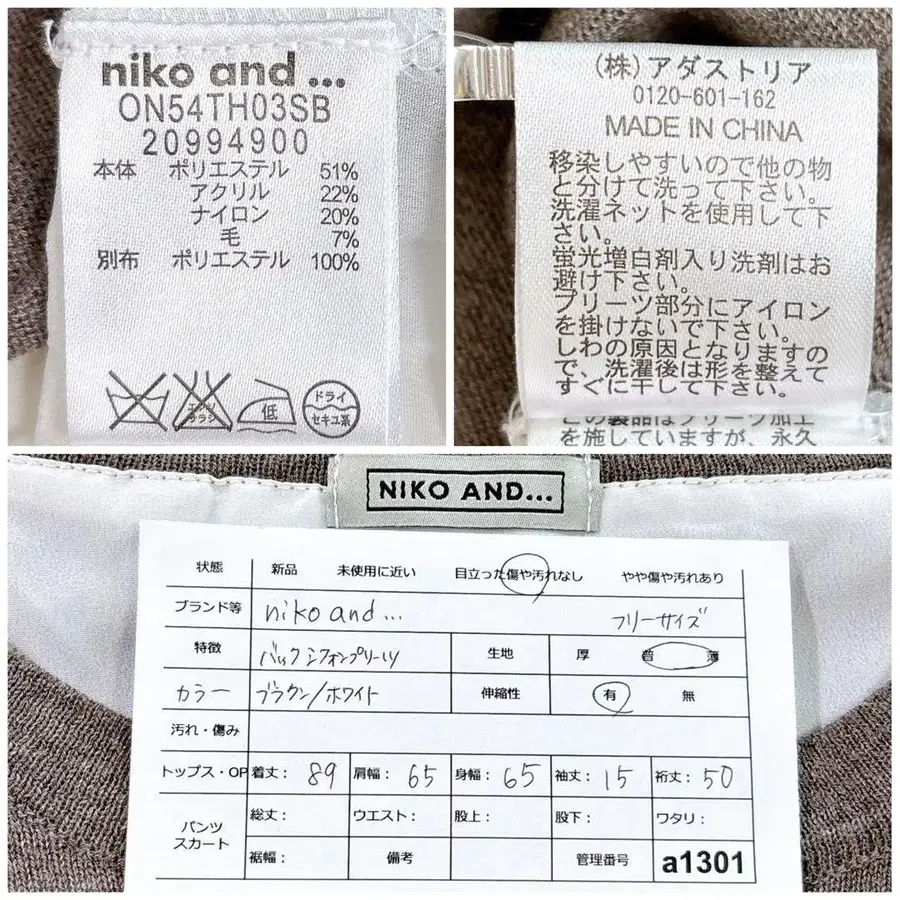 niko and ...
ON54TH03SB
20994900
本体 ポリエステル 51%
アクリル 22%
ナイロン 20%
毛 7%
別布 ポリエステル 100%
低
ドライ
セキユ系
(株)アダストリア
0120-601-162
MADE IN CHINA
移染しやすいので他の物
と分けて洗って下さい。
洗濯ネットを使用して下
さい。
蛍光増白剤入り洗剤はお
避け下さい。
プリーツ部分にアイロン
を掛けないで下さい。
しわの原因となりますの
で、洗濯後は形を整えて
すぐに干して下さい。
この製品はプリーツ加工
を施していますが、永久
NIKO AND...
状態 新品 未使用に近い 目立った傷や汚れなし やや傷や汚れあり
ブランド等 niko and ... フリーサイズ
特徴 バックシフォンプリーツ 生地 厚 普 薄
カラー ブラウン/ホワイト 伸縮性 有 無
汚れ・傷み
トップス・OP 着丈: 89 肩幅: 65 身幅: 65 袖丈: 15 裄丈: 50
パンツ スカート 総丈: ウエスト: 股上: 股下: ワタリ:
裾幅: 備考 管理番号 a1301